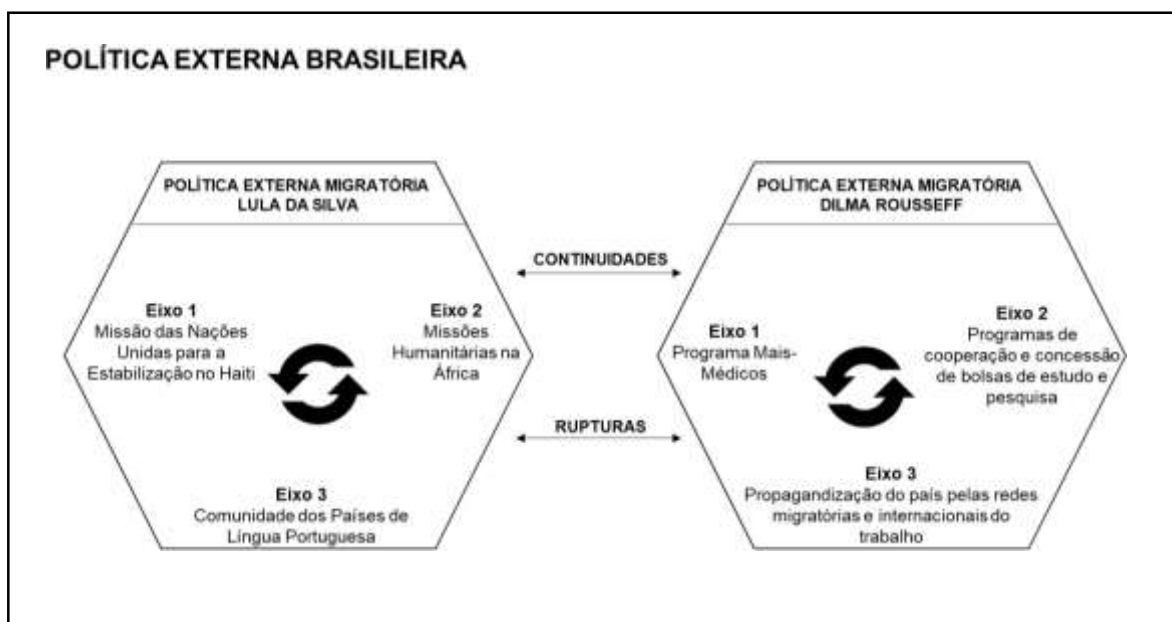 POLÍTICA EXTERNA BRASILEIRA
POLÍTICA EXTERNA MIGRATÓRIA
LULA DA SILVA
Eixo 1
Missão das Nações
Unidas para a
Estabilização no Haiti
Eixo 2
Missões
Humanitárias na
África
Eixo 3
Comunidade dos Países de
Língua Portuguesa
CONTINUIDADES
RUPTURAS
POLÍTICA EXTERNA MIGRATÓRIA
DILMA ROUSSEFF
Eixo 1
Programa Mais-
Médicos
Eixo 2
Programas de
cooperação e concessão
de bolsas de estudo e
pesquisa
Eixo 3
Propagandização do país pelas redes
migratórias e internacionais do
trabalho